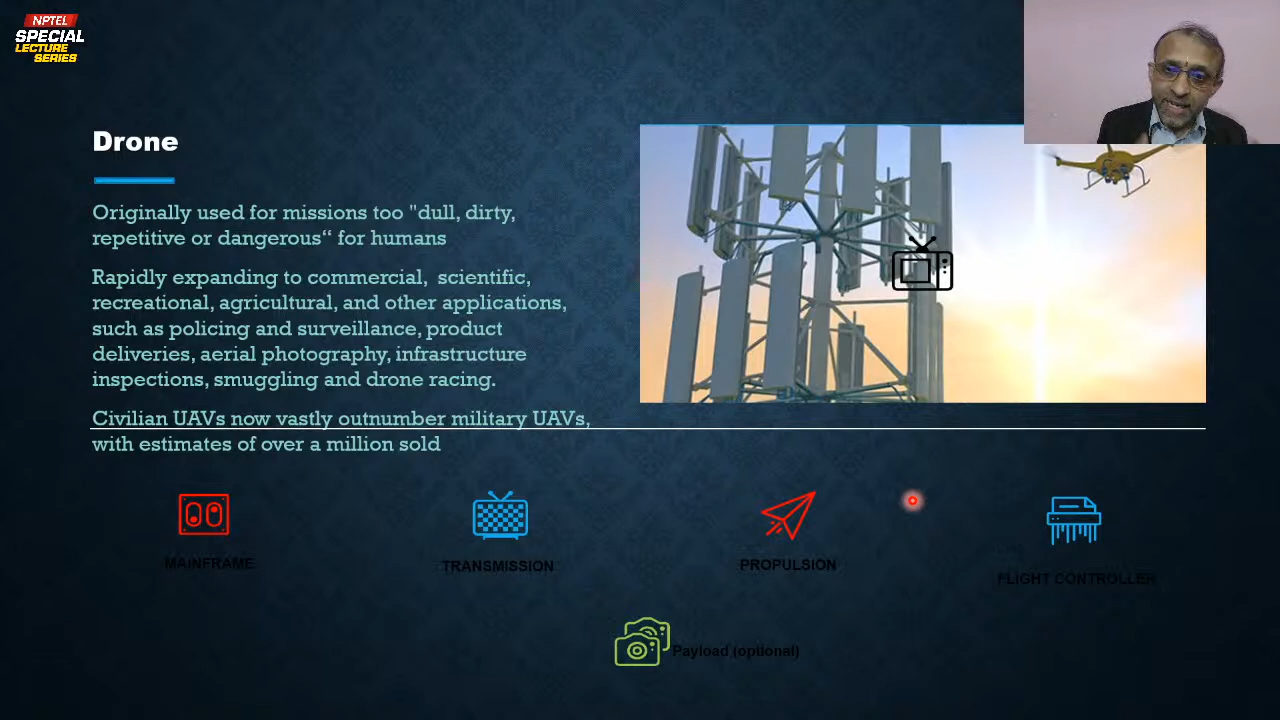 NPTEL
SPECIAL
LECTURE
SERIES
Drone
Originally used for missions too "dull, dirty,
repetitive or dangerous“ for humans
Rapidly expanding to commercial, scientific,
recreational, agricultural, and other applications,
such as policing and surveillance, product
deliveries, aerial photography, infrastructure
inspections, smuggling and drone racing.
Civilian UAVs now vastly outnumber military UAVs,
with estimates of over a million sold
MAINFRAME
TRANSMISSION
PROPULSION
FLIGHT CONTROLLER
Payload (optional)